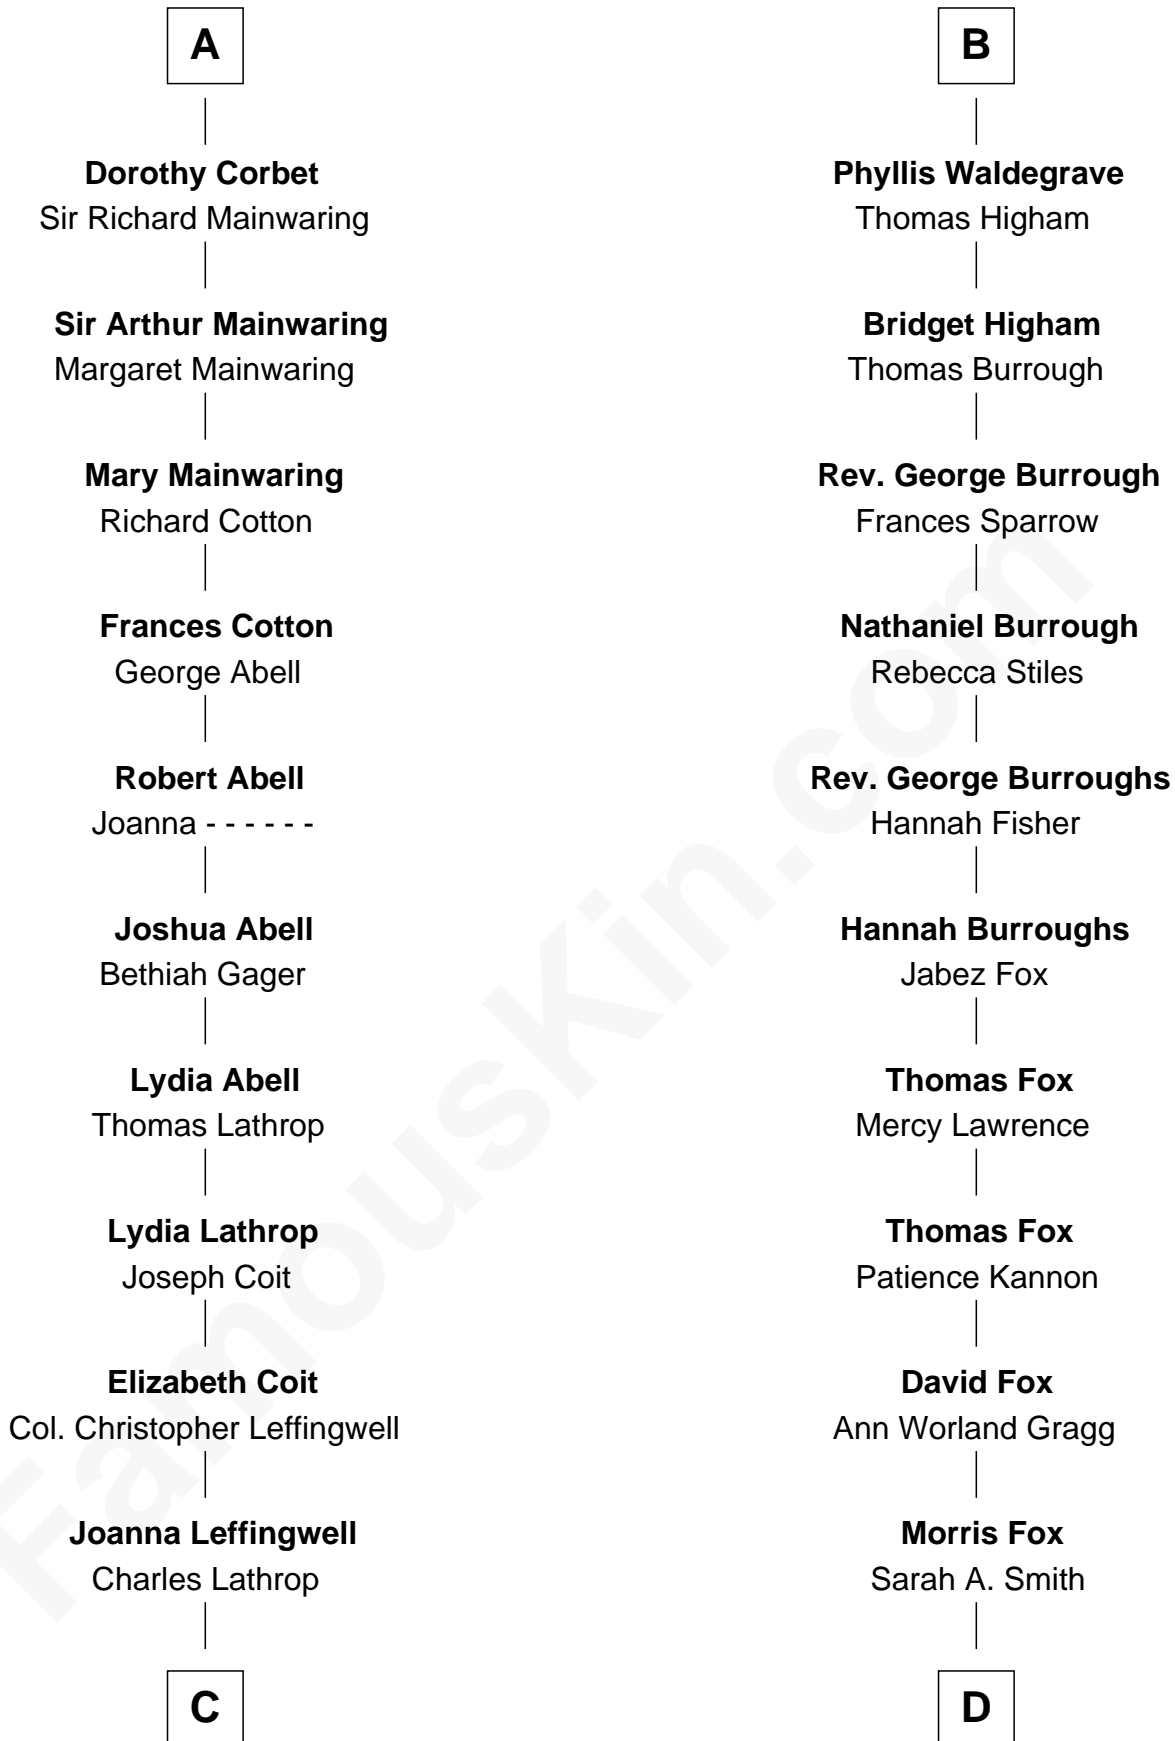 A
Dorothy Corbet
Sir Richard Mainwaring
Sir Arthur Mainwaring
Margaret Mainwaring
Mary Mainwaring
Richard Cotton
Frances Cotton
George Abell
Robert Abell
Joanna - - - - - -
Joshua Abell
Bethiah Gager
Lydia Abell
Thomas Lathrop
Lydia Lathrop
Joseph Coit
Elizabeth Coit
Col. Christopher Leffingwell
Joanna Leffingwell
Charles Lathrop
C
B
Phyllis Waldegrave
Thomas Higham
Bridget Higham
Thomas Burrough
Rev. George Burrough
Frances Sparrow
Nathaniel Burrough
Rebecca Stiles
Rev. George Burroughs
Hannah Fisher
Hannah Burroughs
Jabez Fox
Thomas Fox
Mercy Lawrence
Thomas Fox
Patience Kannon
David Fox
Ann Worland Gragg
Morris Fox
Sarah A. Smith
D
FamousKin.com